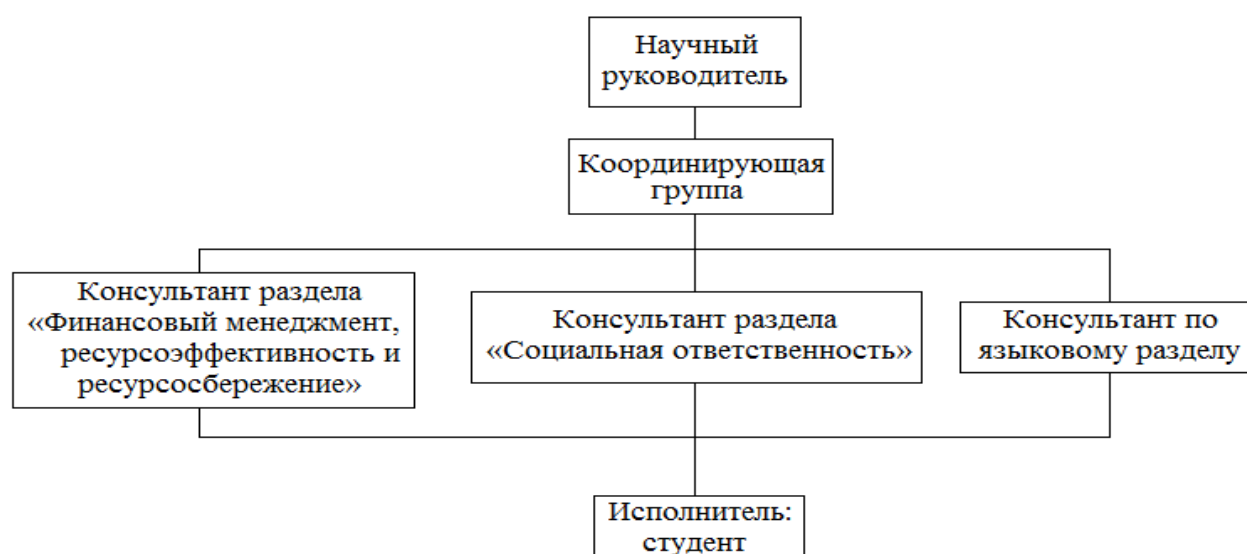 Научный
руководитель
Координирующая
группа
Консультант раздела
«Финансовый менеджмент,
ресурсоэффективность и
ресурсосбережение»
Консультант раздела
«Социальная ответственность»
Консультант по
языковому разделу
Исполнитель:
студент